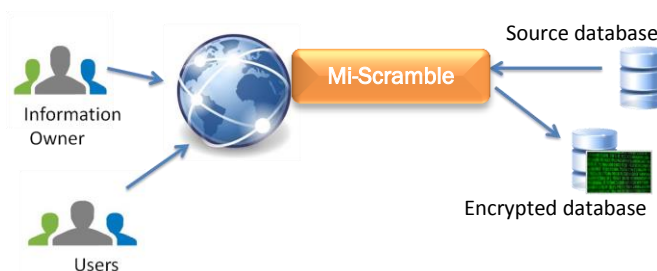 Source database
Mi-Scramble
Information
Owner
Encrypted database
Users